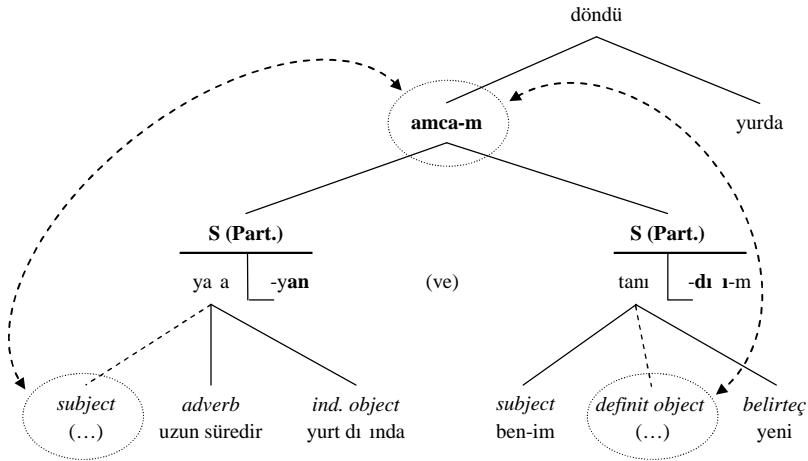 döndü
amca-m yurda
S (Part.) S (Part.)
ya a -yan (ve) tanı -dı ı-m
subject adverb ind. object subject definit object belirteç
(…) uzun süredir yurt dı ında ben-im (…) yeni